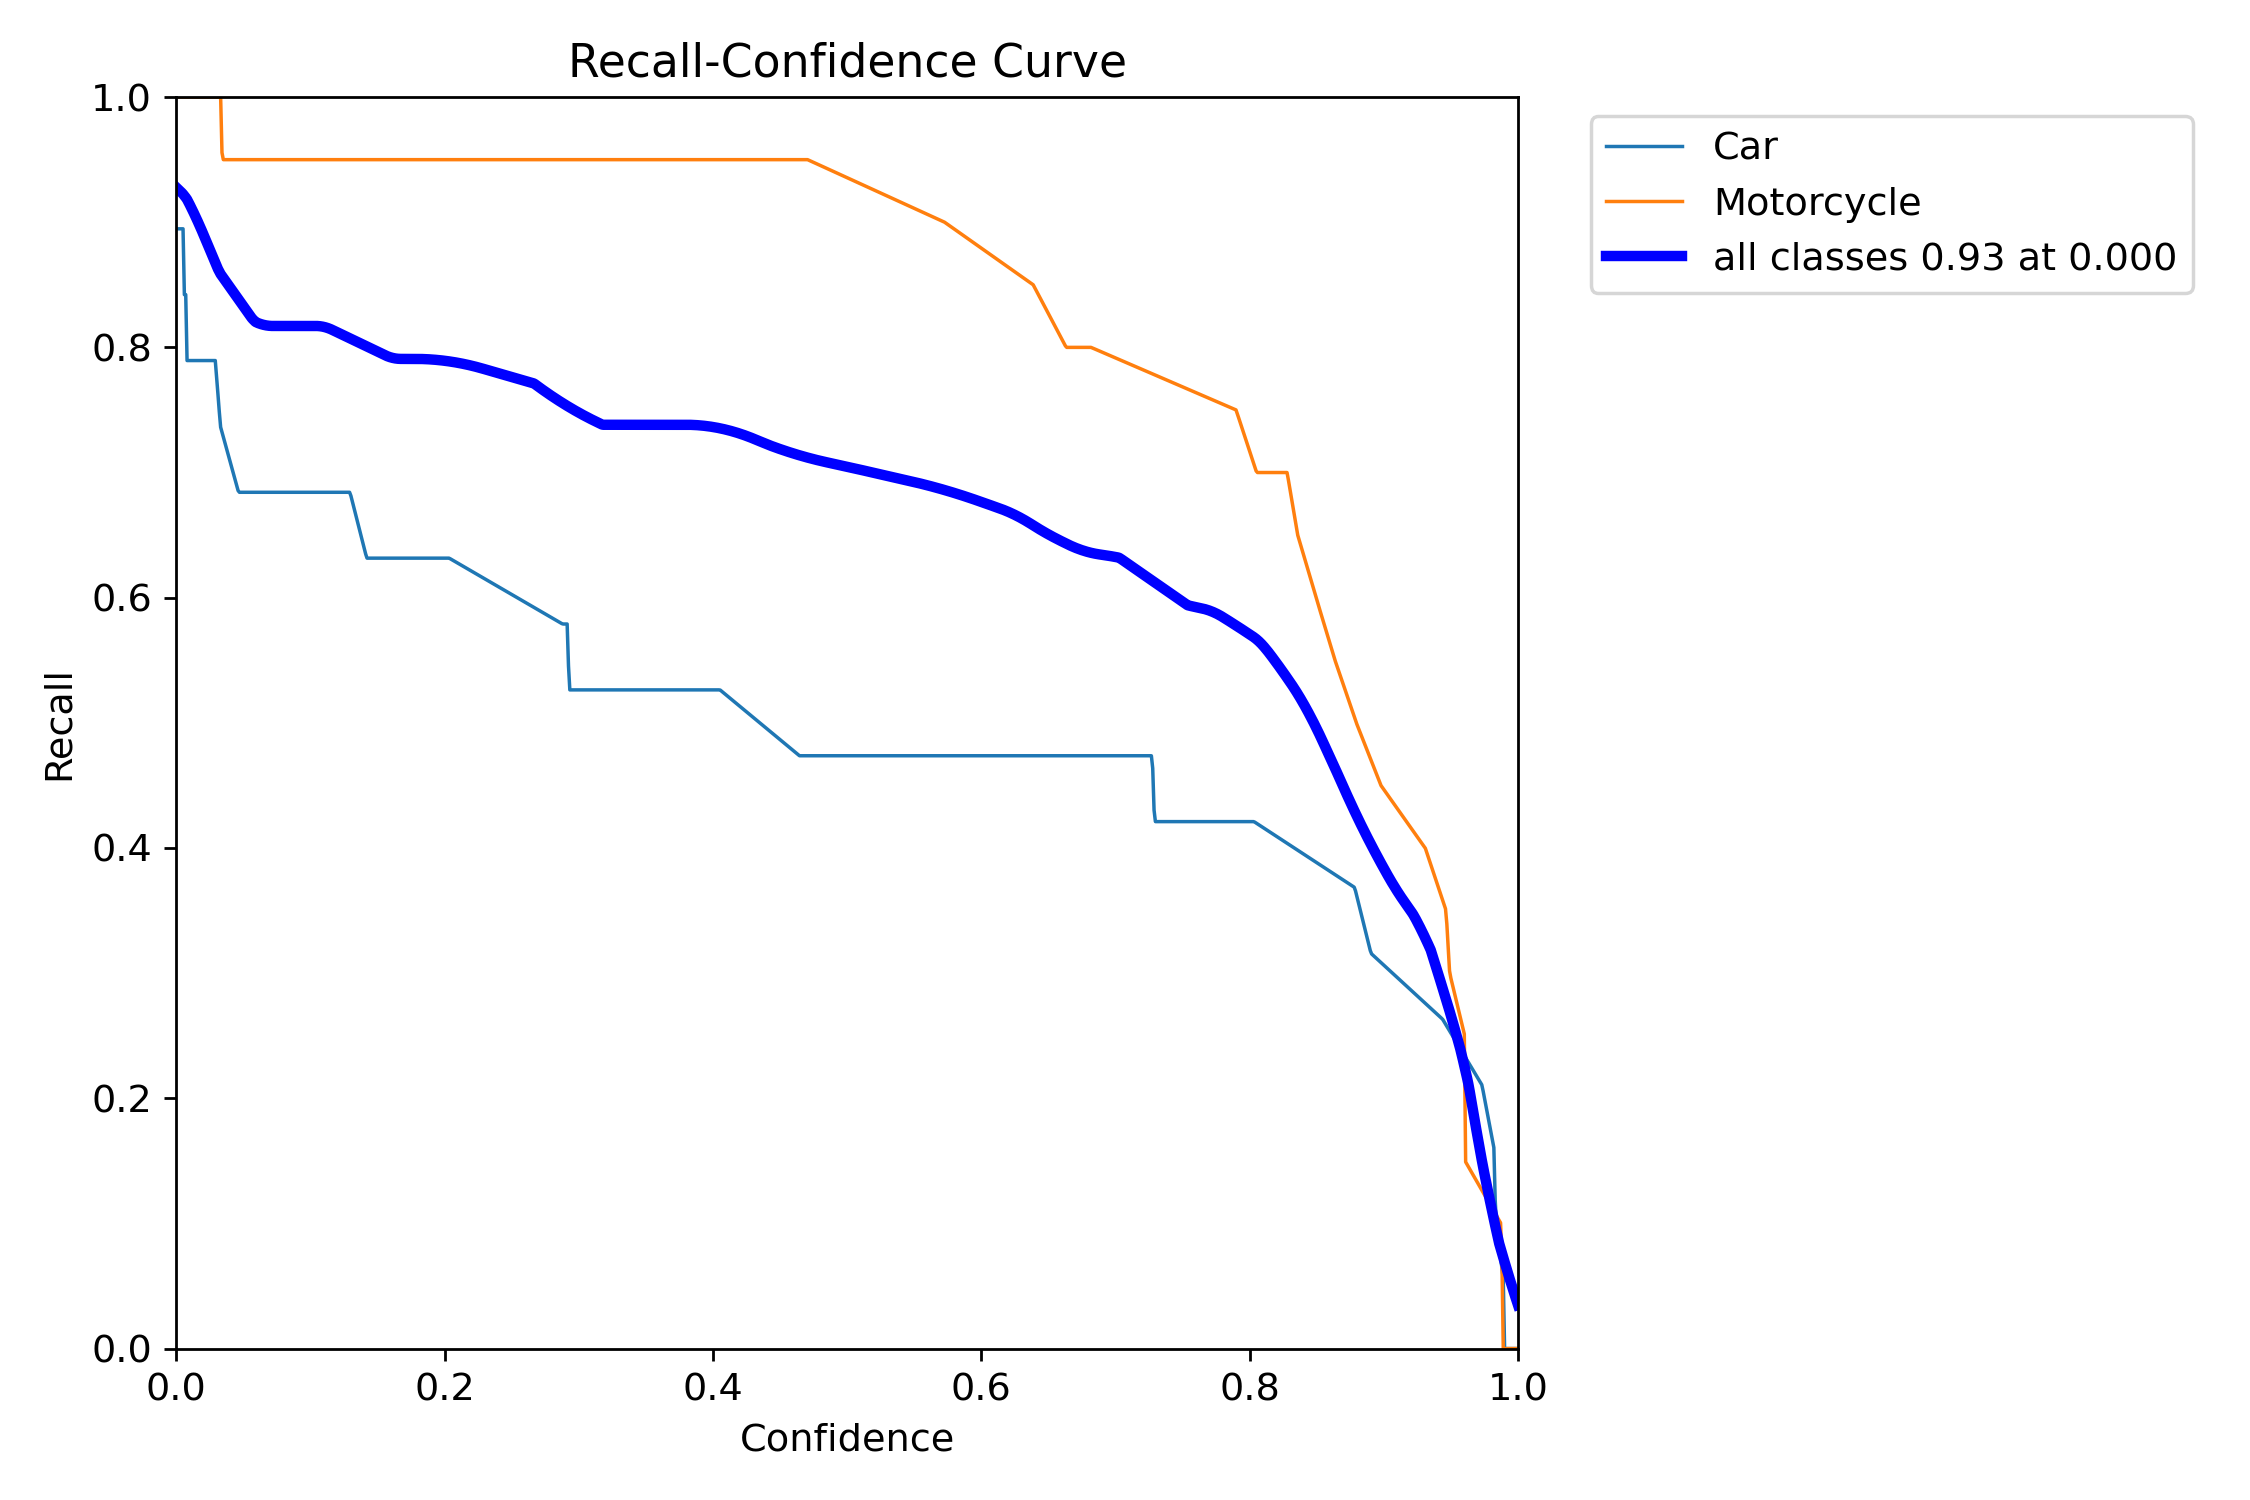 Recall-Confidence Curve
1.0
0.8
0.6
0.4
0.2
0.0
Recall
0.0 0.2 0.4 0.6 0.8 1.0
Confidence
Car
Motorcycle
all classes 0.93 at 0.000